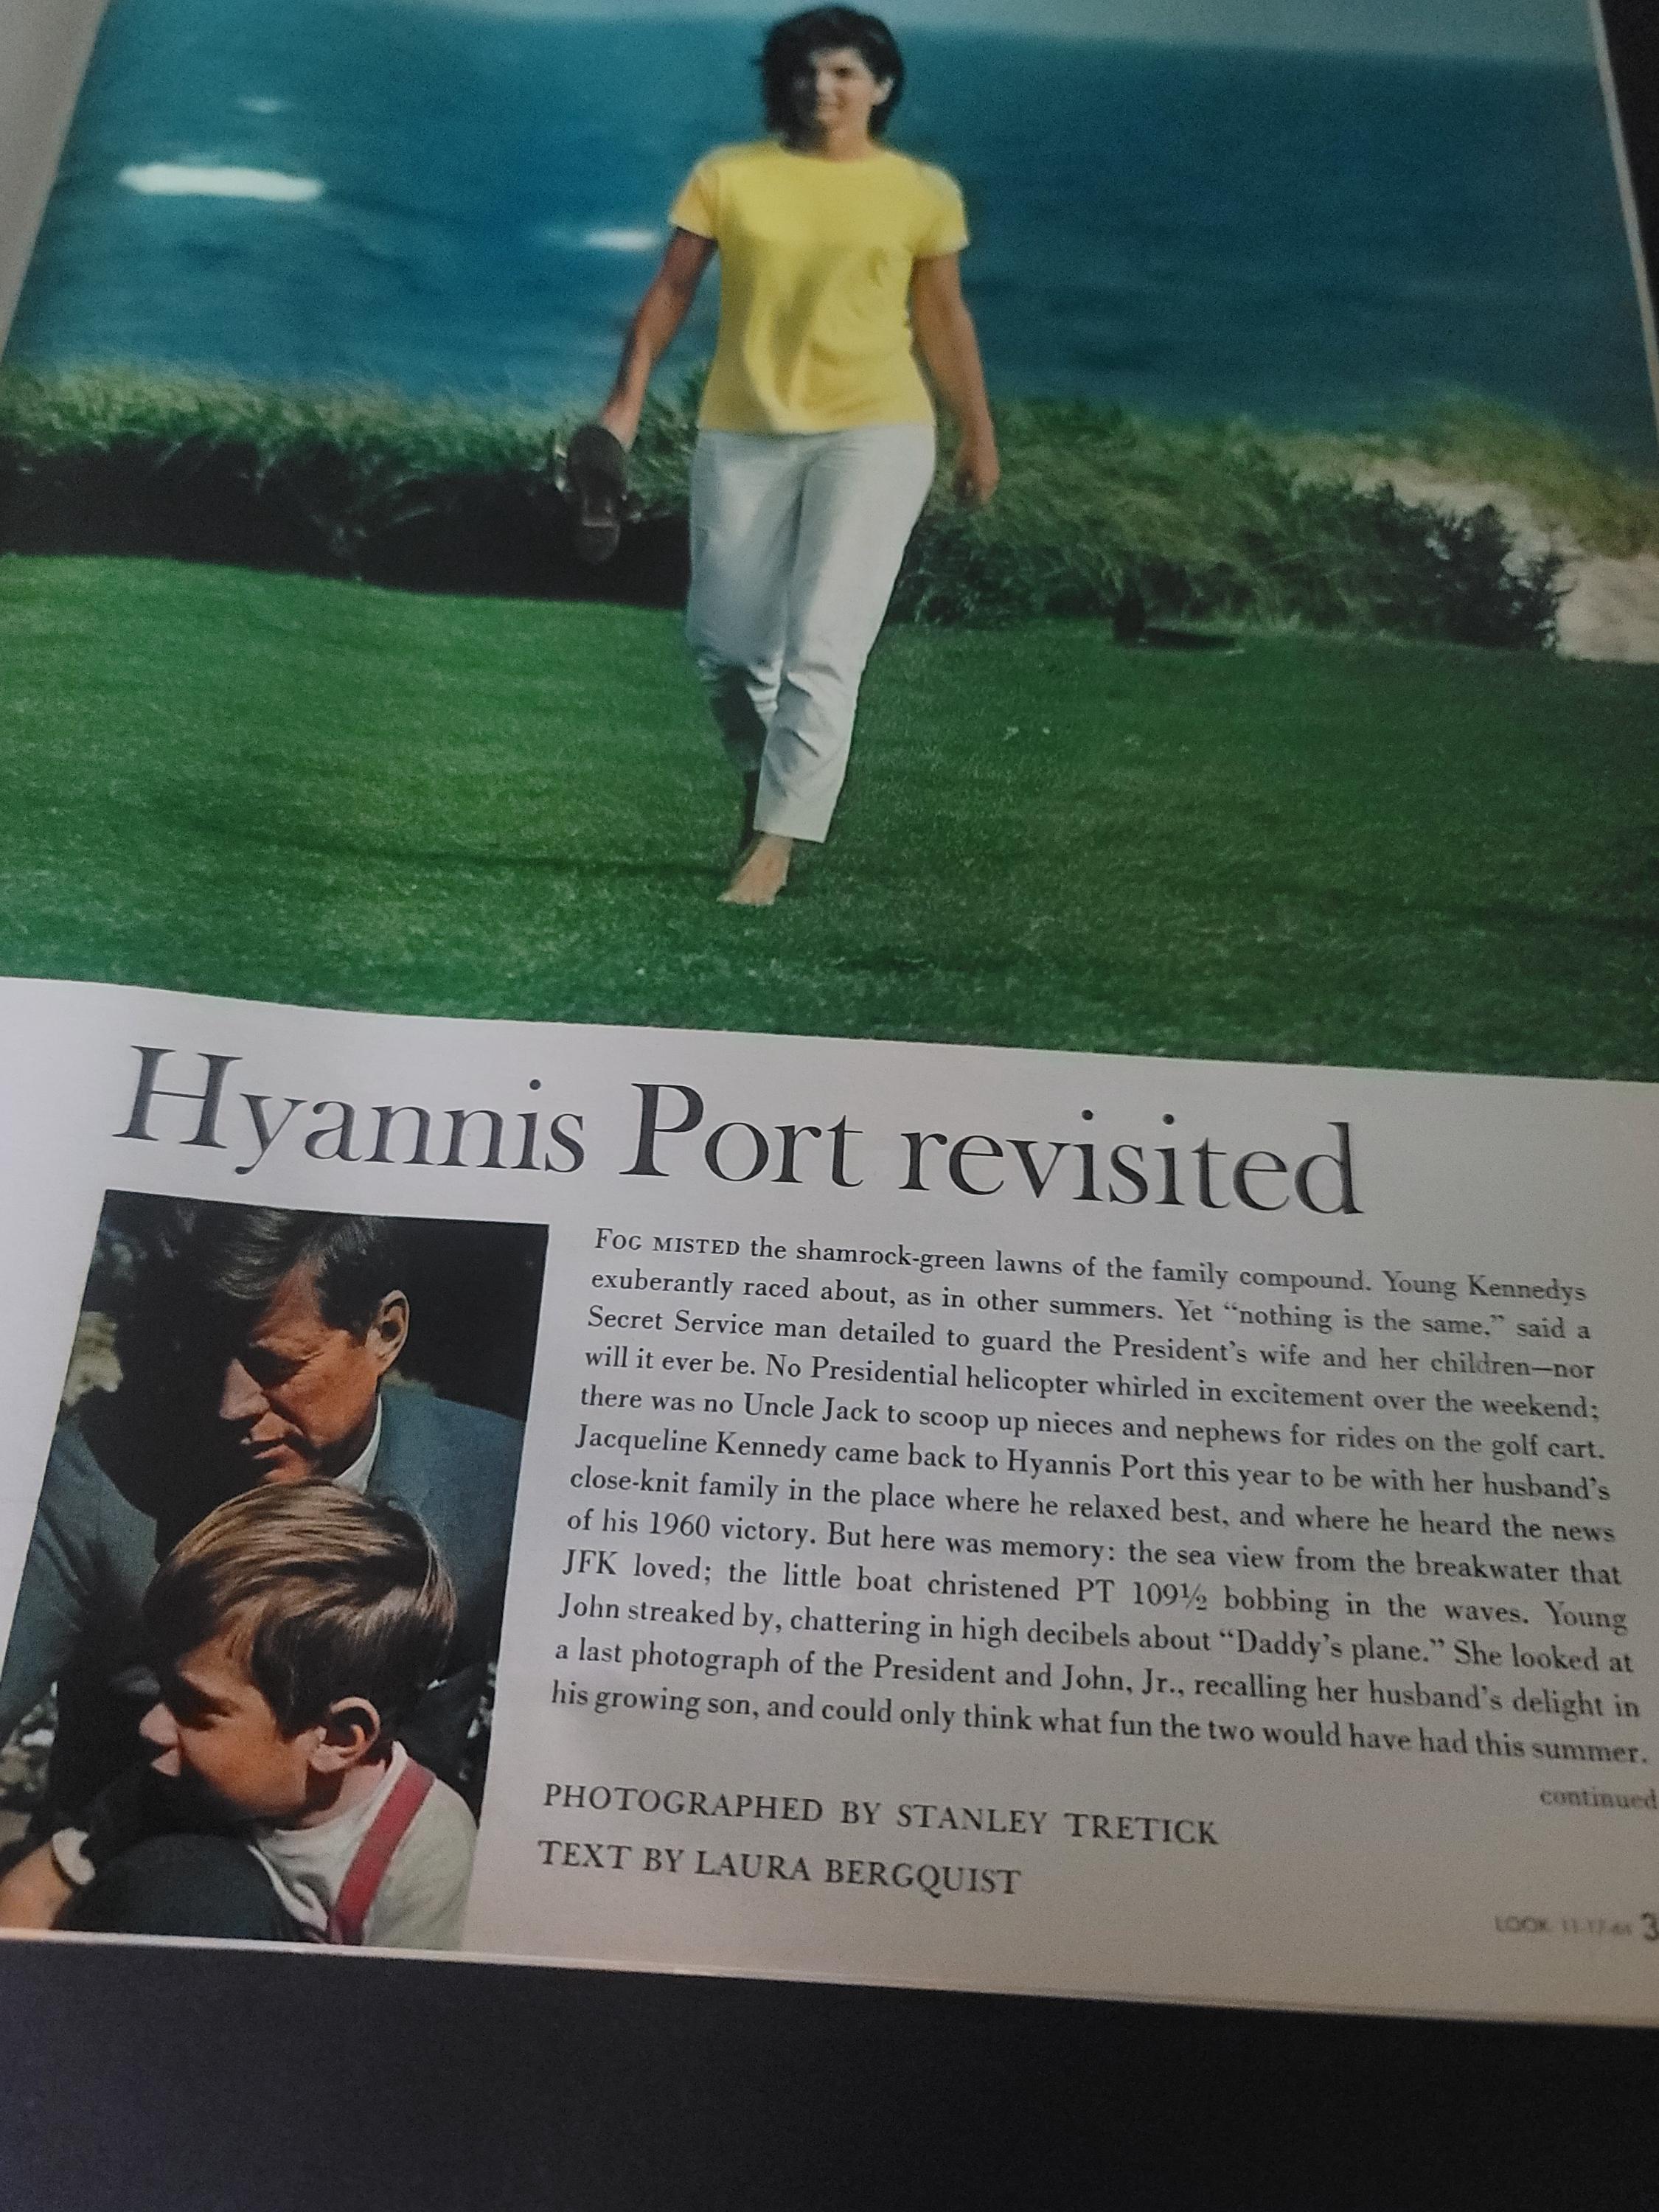 Hyannis Port revisited
FOG MISTED the shamrock-green lawns of the family compound. Young Kennedys
exuberantly raced about, as in other summers. Yet “nothing is the same,” said a
Secret Service man detailed to guard the President’s wife and her children—nor
will it ever be. No Presidential helicopter whirled in excitement over the weekend;
there was no Uncle Jack to scoop up nieces and nephews for rides on the golf cart.
Jacqueline Kennedy came back to Hyannis Port this year to be with her husband’s
close-knit family in the place where he relaxed best, and where he heard the news
of his 1960 victory. But here was memory: the sea view from the breakwater that
JFK loved; the little boat christened PT 109½ bobbing in the waves. Young
John streaked by, chattering in high decibels about “Daddy’s plane.” She looked at
a last photograph of the President and John, Jr., recalling her husband’s delight in
his growing son, and could only think what fun the two would have had this summer.
continued
PHOTOGRAPHED BY STANLEY TRETICK
TEXT BY LAURA BERGQUIST
LOOK 11-17-64 3